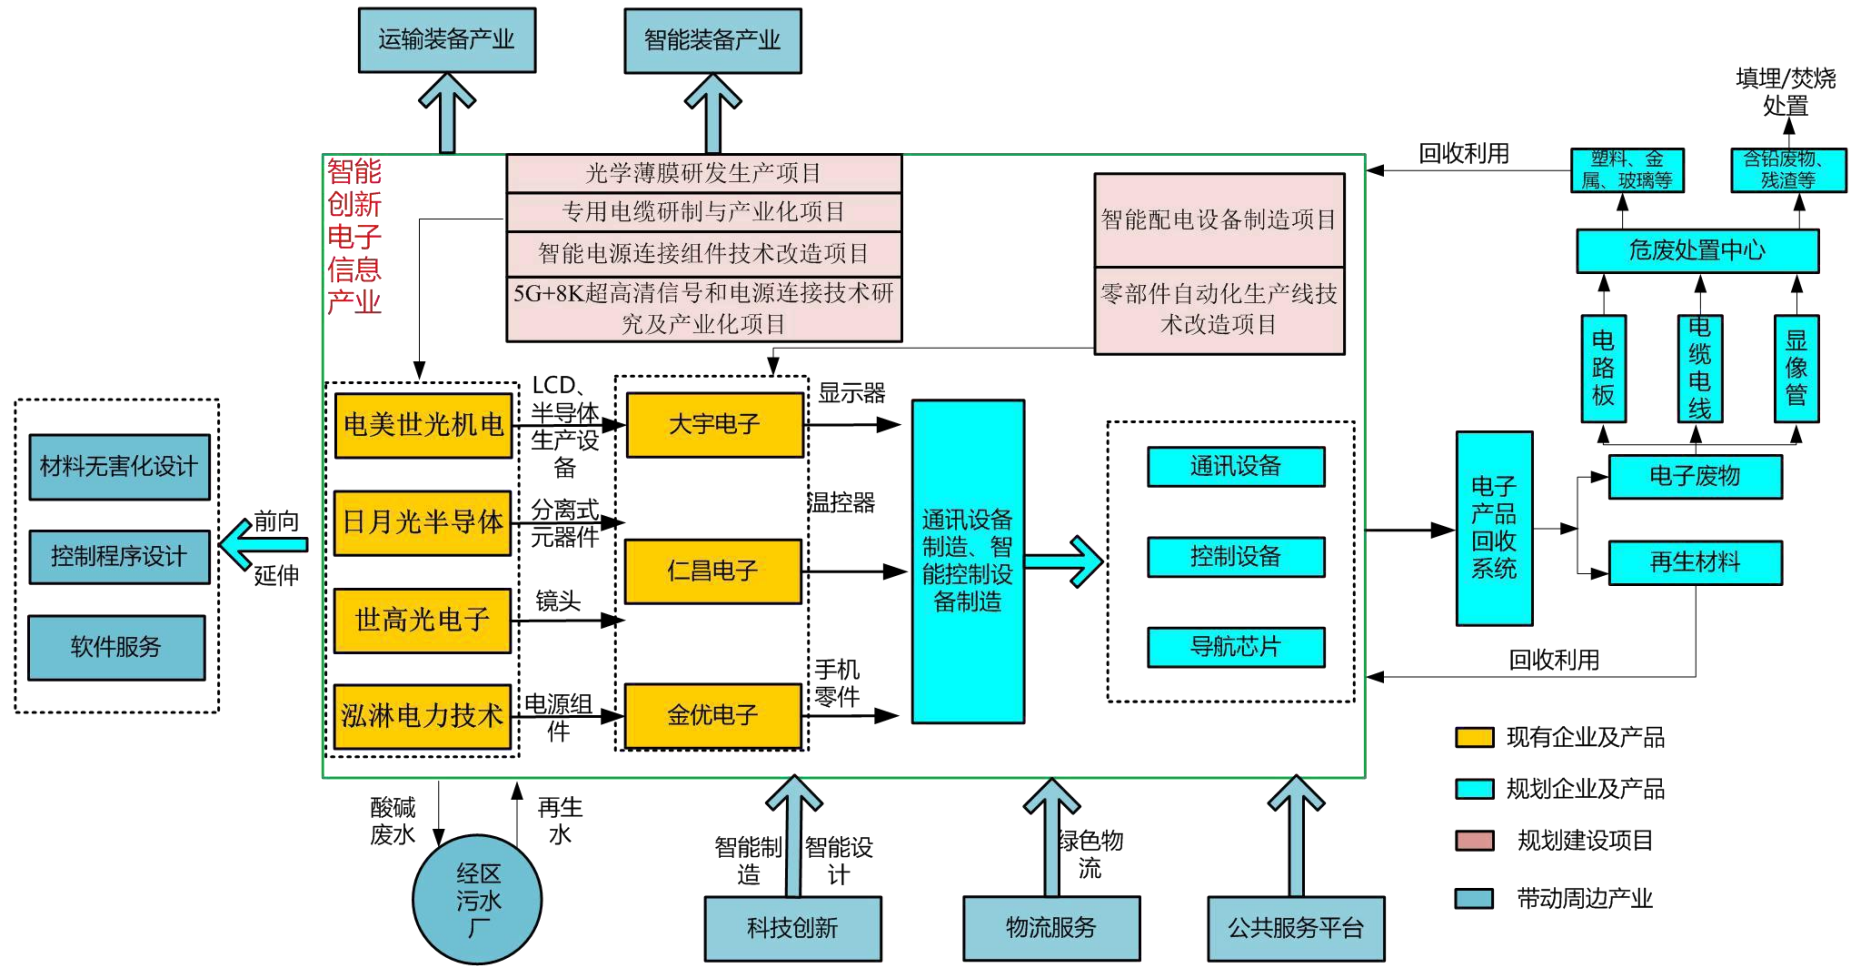 运输装备产业
智能装备产业
填埋/焚烧
处置
智能
创新
电子
信息
产业
光学薄膜研发生产项目
专用电缆研制与产业化项目
智能电源连接组件技术改造项目
5G+8K超高清信号和电源连接技术研
究及产业化项目
智能配电设备制造项目
零部件自动化生产线技
术改造项目
回收利用
塑料、金
属、玻璃等
含铅废物、
残渣等
危废处置中心
电
路
板
电
缆
电
线
显
像
管
材料无害化设计
控制程序设计
软件服务
前向
延伸
电美世光机电
日月光半导体
世高光电子
泓淋电力技术
LCD、
半导体
生产设
备
分离式
元器件
镜头
电源组
件
大宇电子
仁昌电子
金优电子
显示器
温控器
手机
零件
通讯设备
制造、智
能控制设
备制造
通讯设备
控制设备
导航芯片
电子
产品
回收
系统
电子废物
再生材料
回收利用
现有企业及产品
规划企业及产品
规划建设项目
带动周边产业
酸碱
废水
再生
水
经区
污水
厂
智能制
造
智能设
计
科技创新
绿色物
流
物流服务
公共服务平台